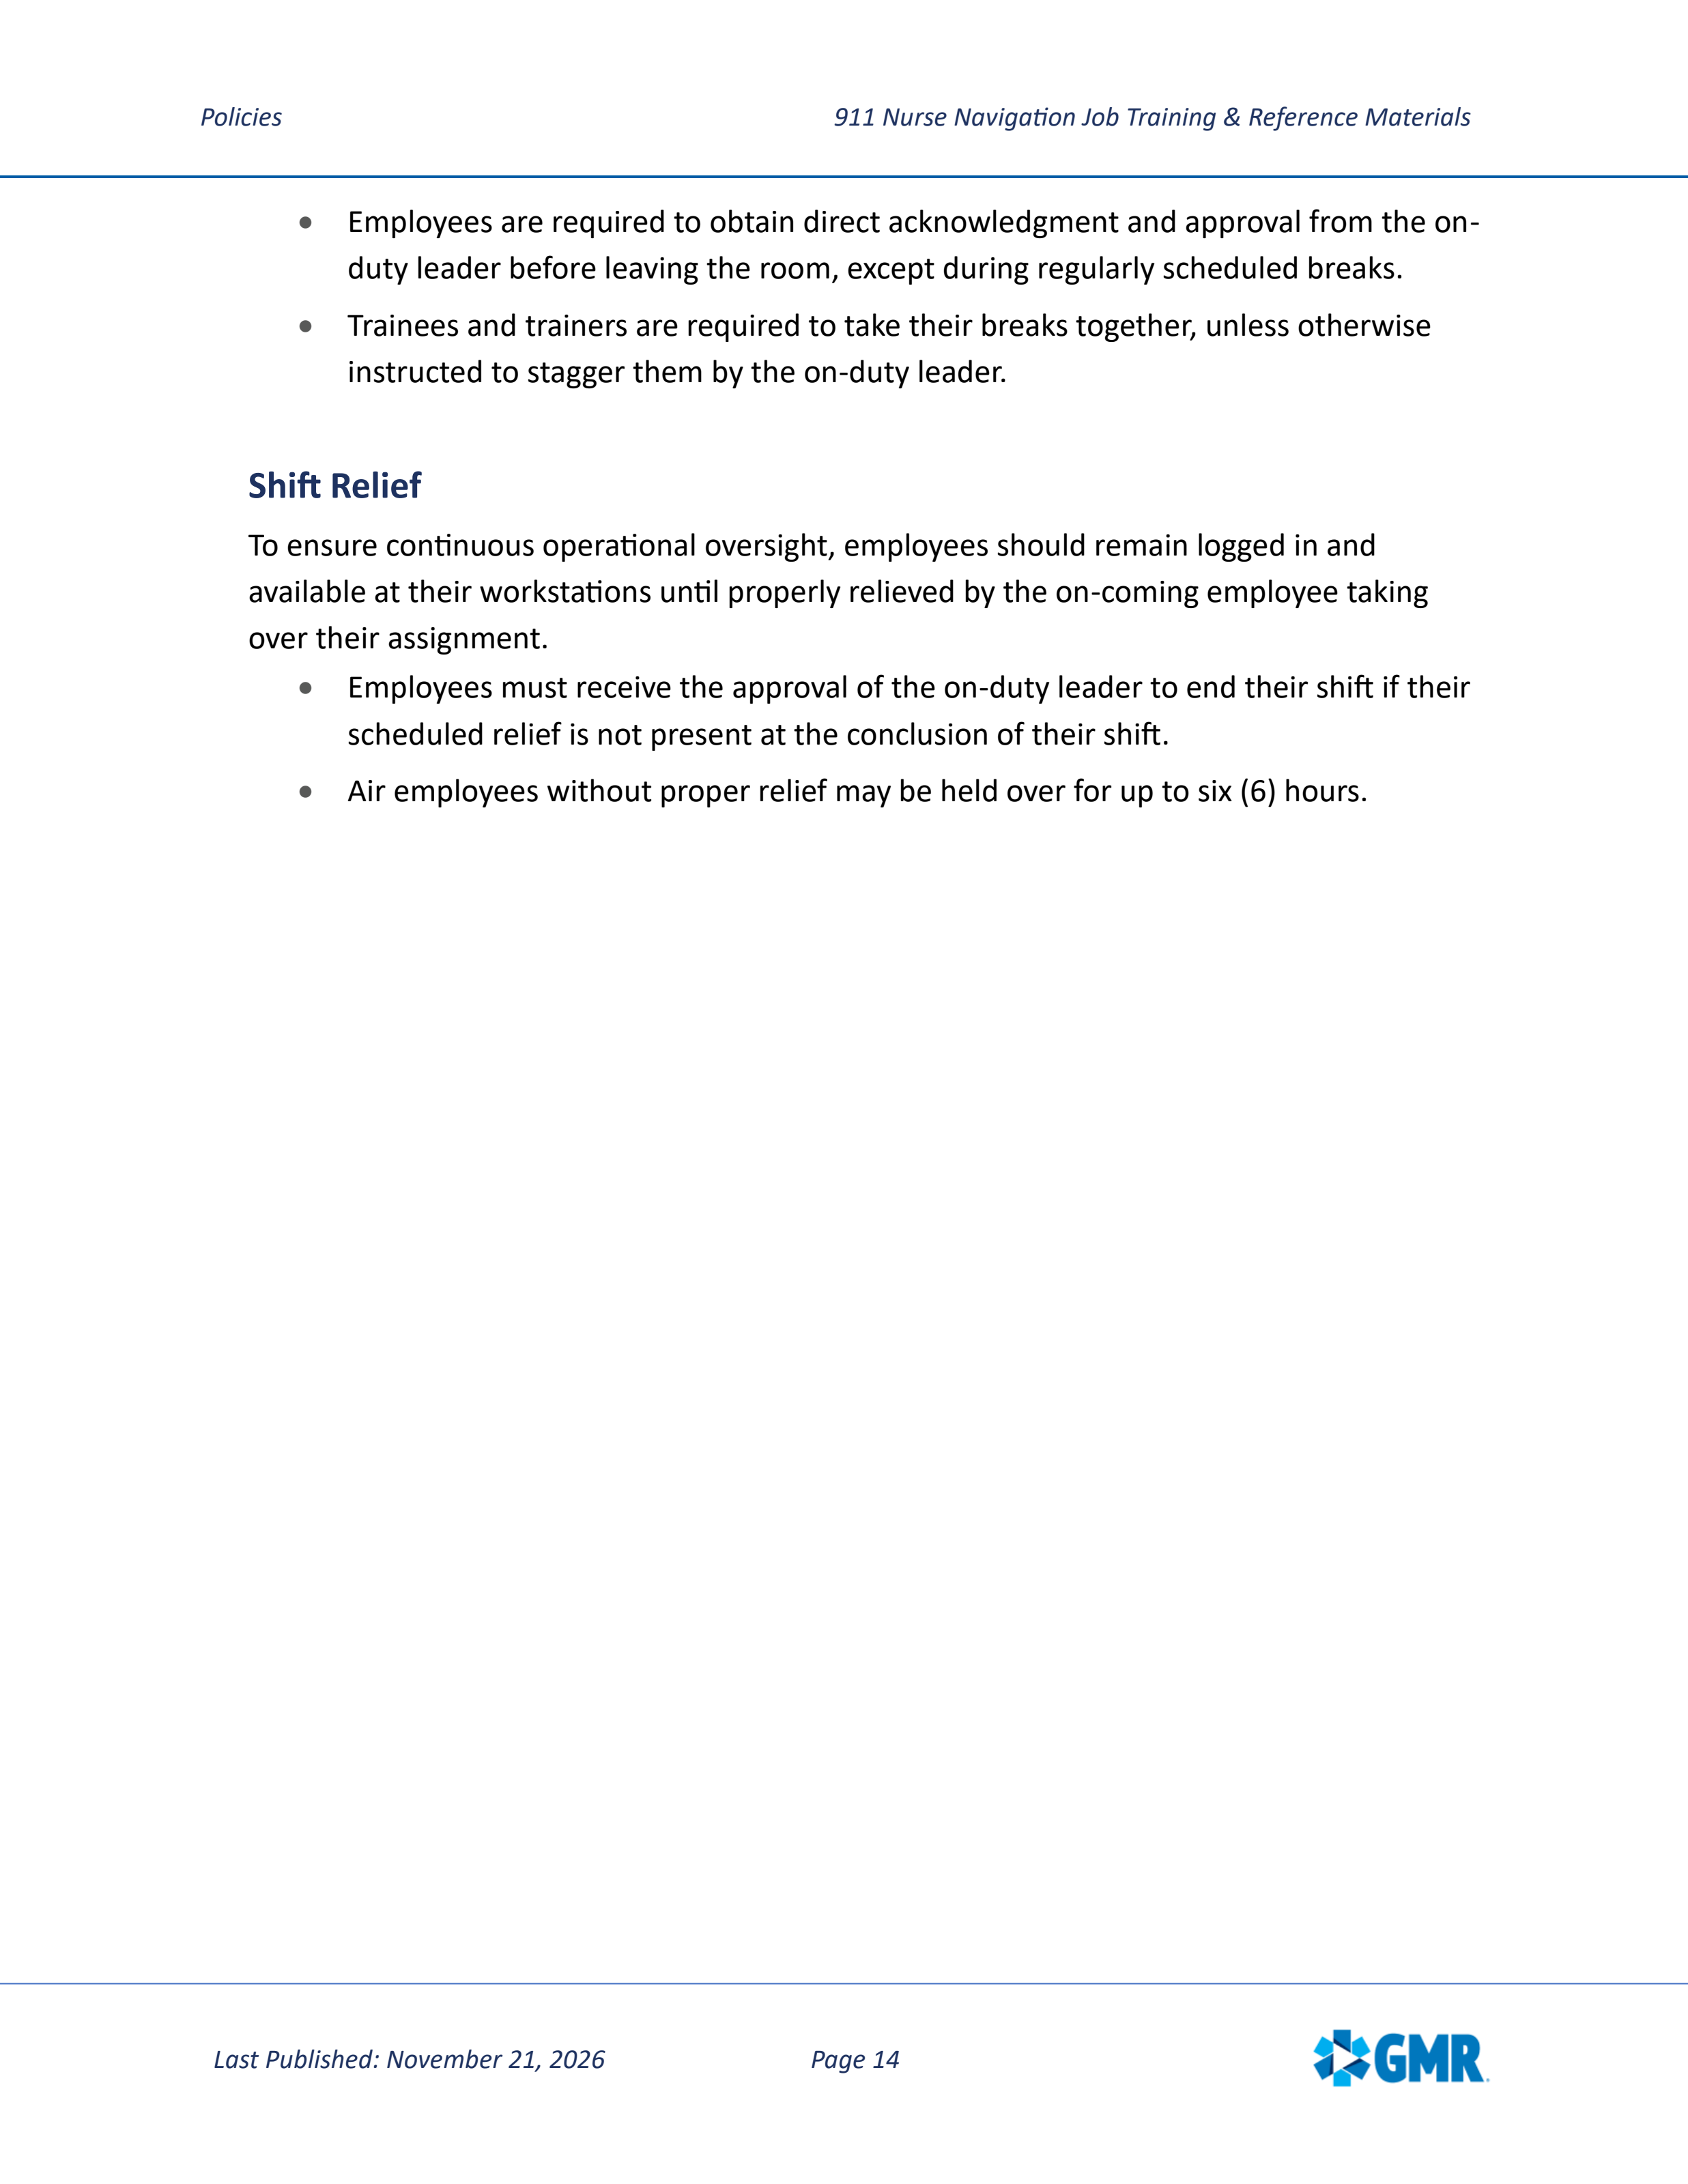 Policies
911 Nurse Navigation Job Training & Reference Materials
• Employees are required to obtain direct acknowledgment and approval from the on-
duty leader before leaving the room, except during regularly scheduled breaks.
• Trainees and trainers are required to take their breaks together, unless otherwise
instructed to stagger them by the on-duty leader.
Shift Relief
To ensure continuous operational oversight, employees should remain logged in and
available at their workstations until properly relieved by the on-coming employee taking
over their assignment.
• Employees must receive the approval of the on-duty leader to end their shift if their
scheduled relief is not present at the conclusion of their shift.
• Air employees without proper relief may be held over for up to six (6) hours.
Last Published: November 21, 2026
Page 14
GMR